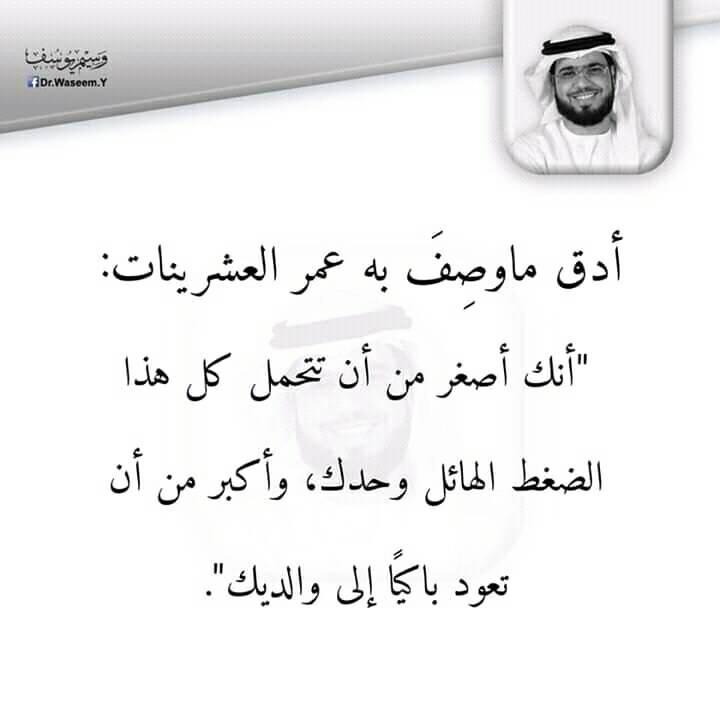 وسيم يوسف
Dr.Waseem.Y
أدق ماوصِفَ به عمر العشرينات:
"أنك أصغر من أن تتحمل كل هذا
الضغط الهائل وحدك، وأكبر من أن
تعود باكيًا إلى والديك".